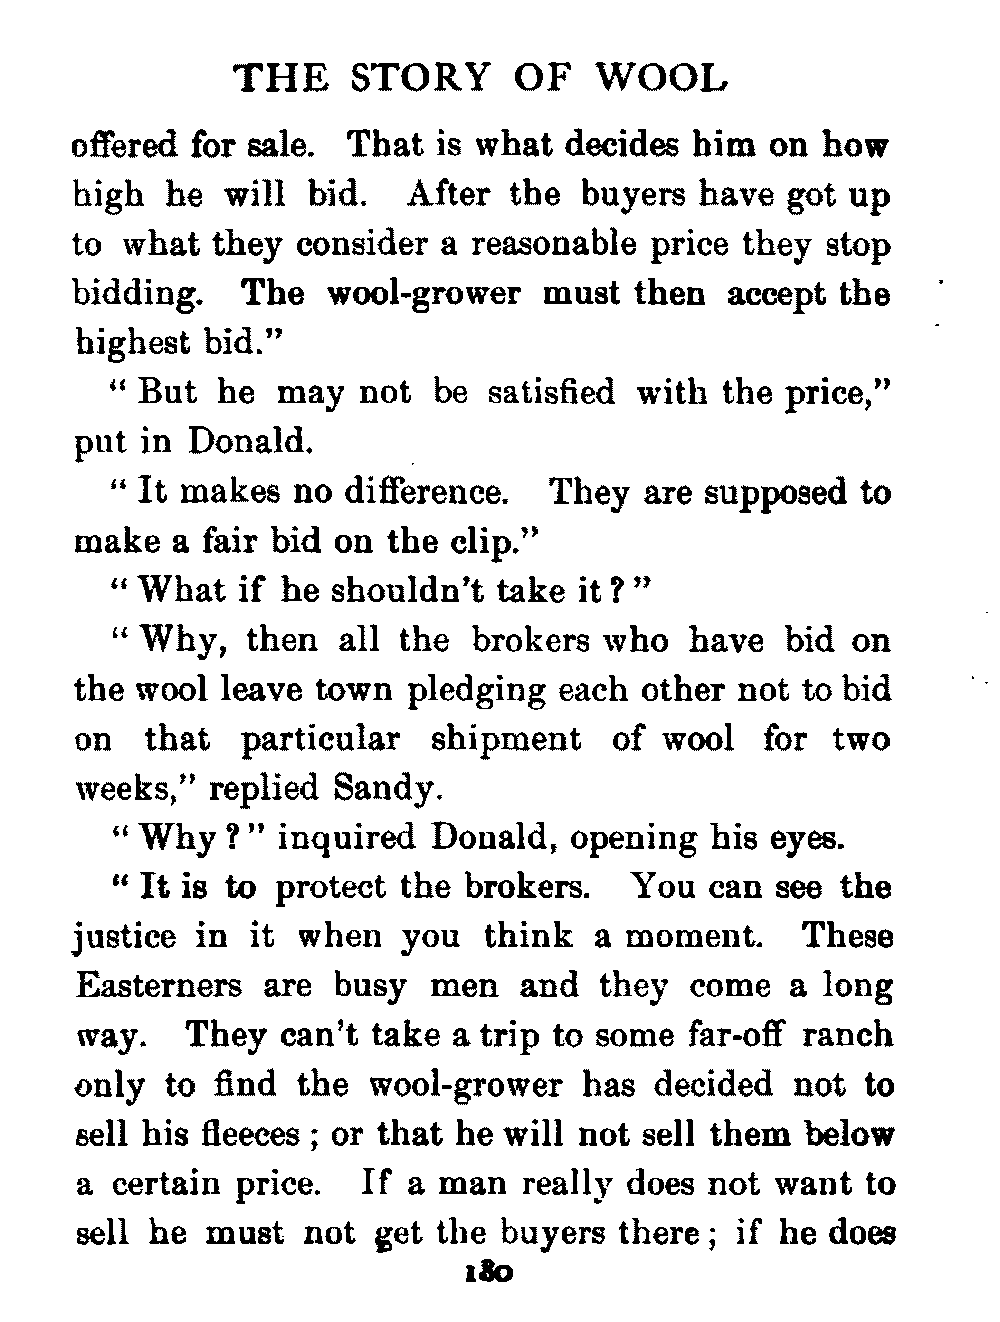 THE STORY OF WOOL
offered for sale. That is what decides him on how
high he will bid. After the buyers have got up
to what they consider a reasonable price they stop
bidding. The wool-grower must then accept the
highest bid."
" But he may not be satisfied with the price,"
put in Donald.
" It makes no difference. They are supposed to
make a fair bid on the clip."
" What if he shouldn't take it ? "
" Why, then all the brokers who have bid on
the wool leave town pledging each other not to bid
on that particular shipment of wool for two
weeks," replied Sandy.
" Why ? " inquired Donald, opening his eyes.
" It is to protect the brokers. You can see the
justice in it when you think a moment. These
Easterners are busy men and they come a long
way. They can't take a trip to some far-off ranch
only to find the wool-grower has decided not to
sell his fleeces ; or that he will not sell them below
a certain price. If a man really does not want to
sell he must not get the buyers there ; if he does
180